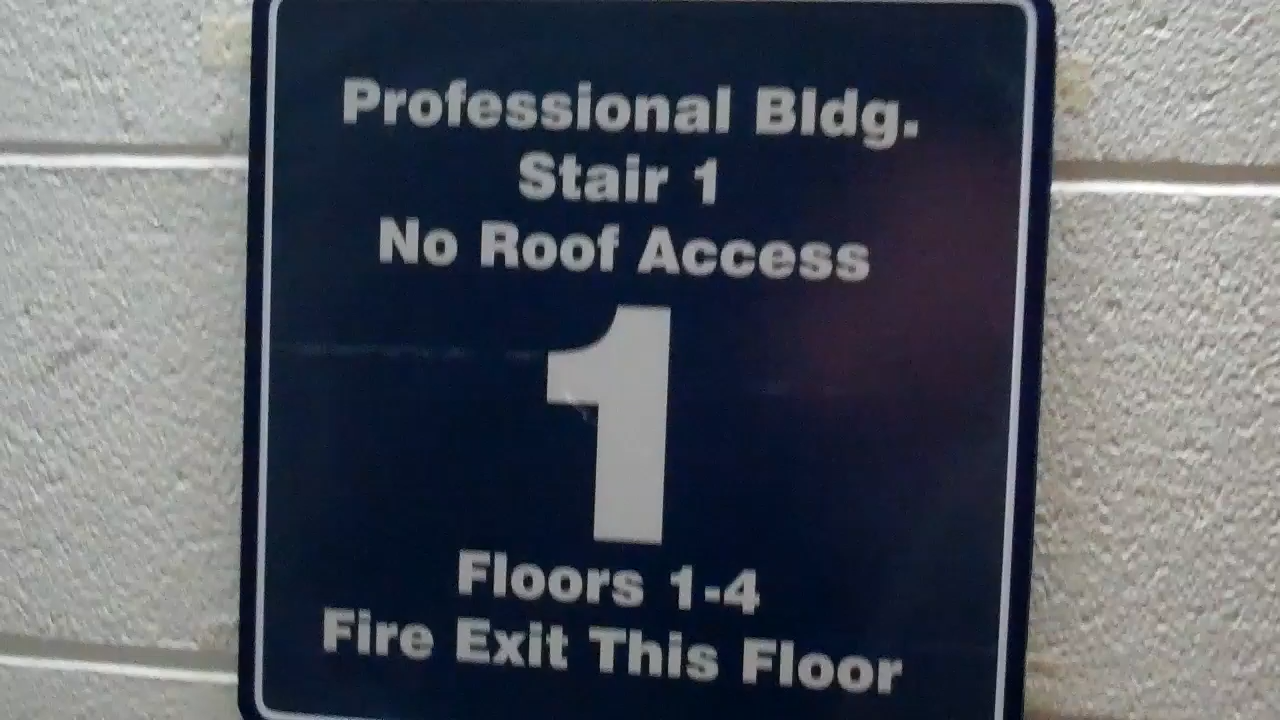 Professional Bldg.
Stair 1
No Roof Access
1
Floors 1-4
Fire Exit This Floor